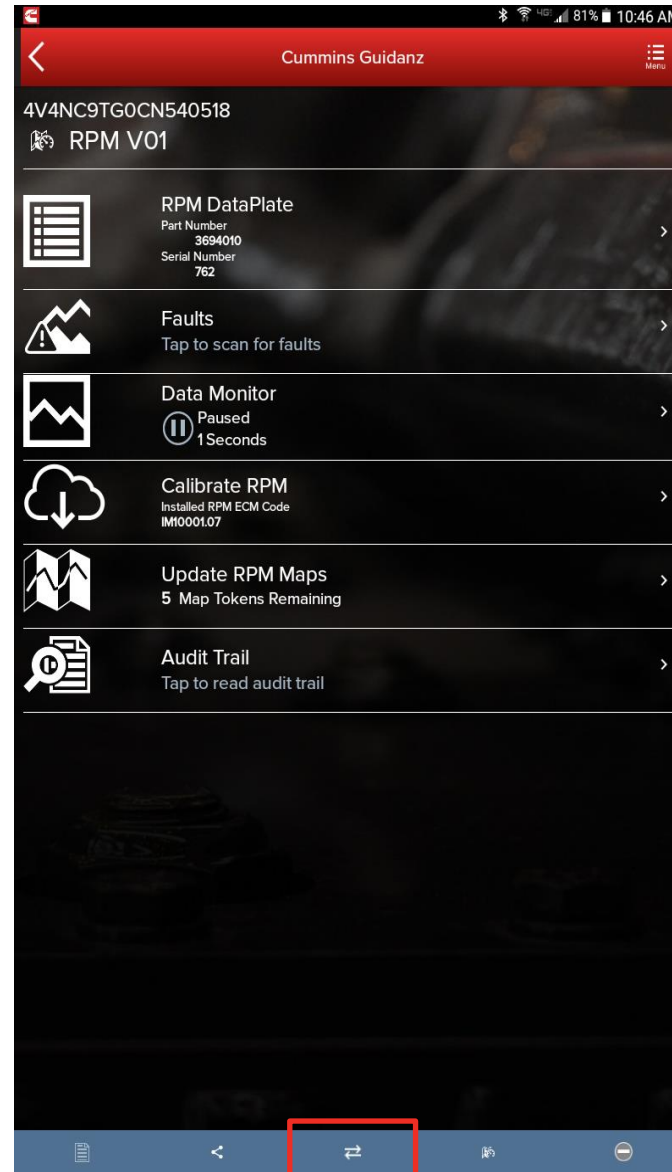 4G 81% 10:46 AM
Cummins Guidanz
Menu
4V4NC9TG0CN540518
RPM V01
RPM DataPlate
Part Number
3694010
Serial Number
762
Faults
Tap to scan for faults
Data Monitor
Paused
1 Seconds
Calibrate RPM
Installed RPM ECM Code
IM10001.07
Update RPM Maps
5 Map Tokens Remaining
Audit Trail
Tap to read audit trail